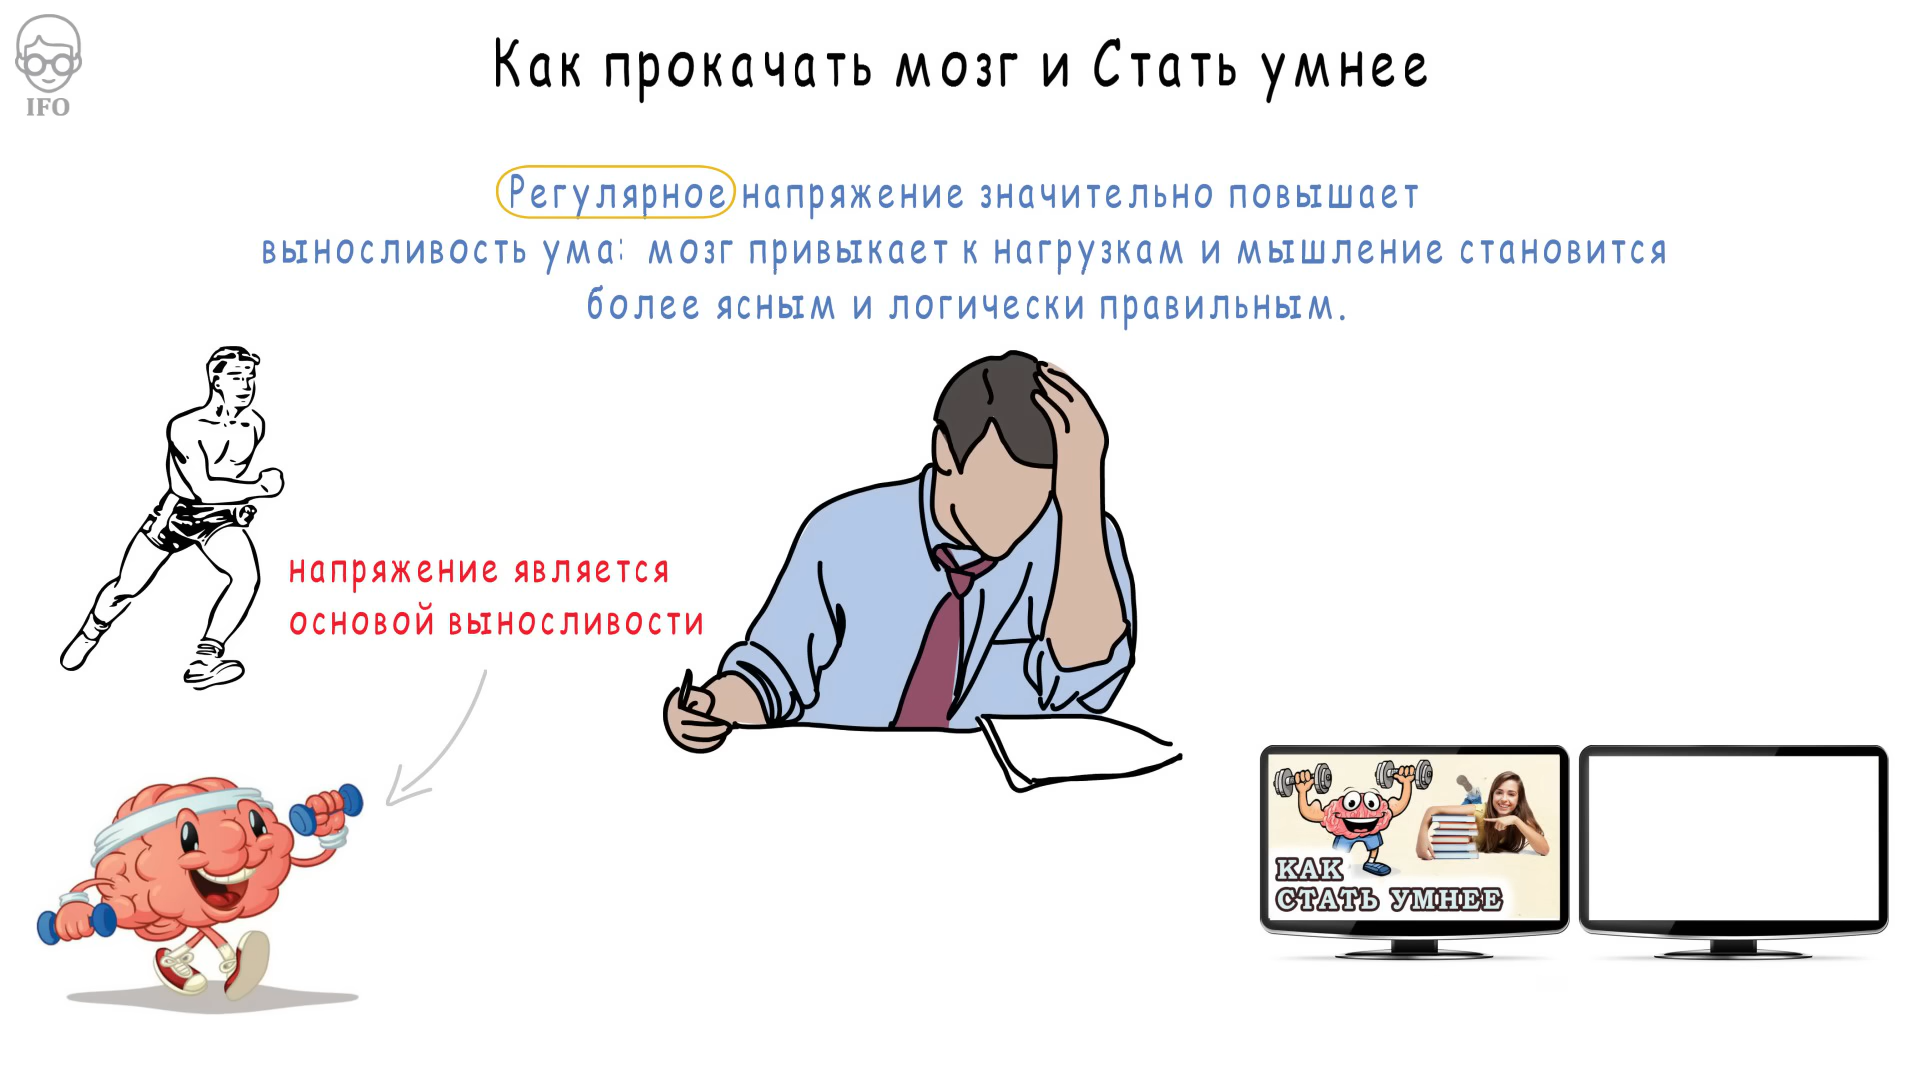 IFO
Как прокачать мозг и Стать умнее
Регулярное напряжение значительно повышает
выносливость ума: мозг привыкает к нагрузкам и мышление становится
более ясным и логически правильным.
напряжение является
основой выносливости
КАК
СТАТЬ УМНЕЕ